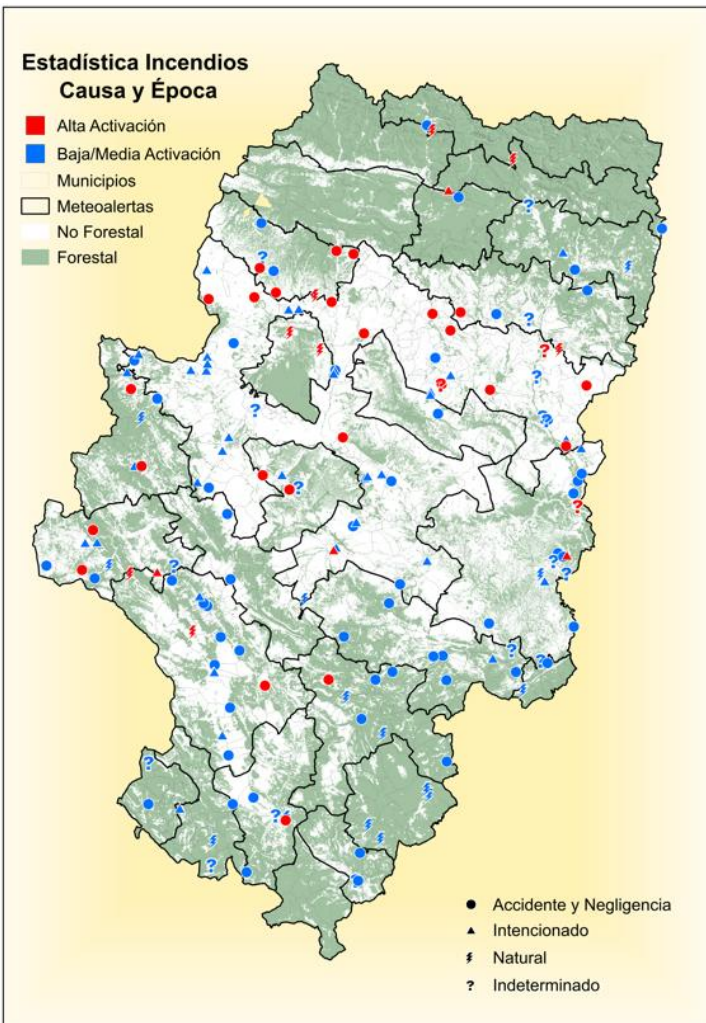 Estadística Incendios
Causa y Época
Alta Activación
Baja/Media Activación
Municipios
Meteoalertas
No Forestal
Forestal
Accidente y Negligencia
Intencionado
Natural
? Indeterminado